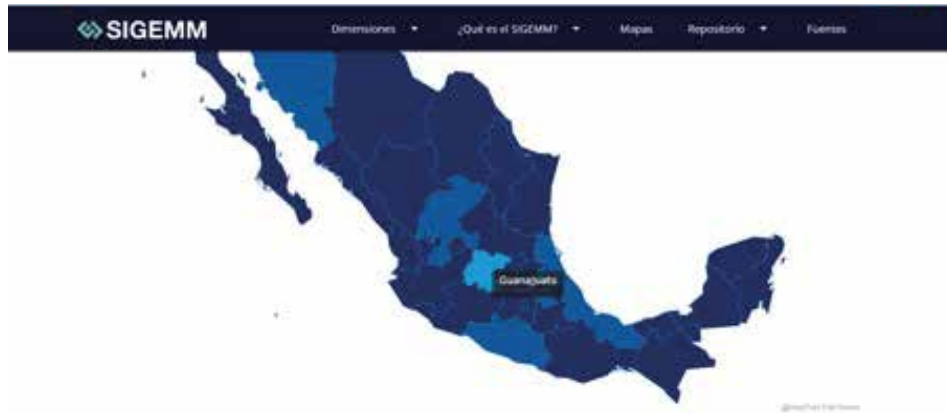 SIGEMM
Dimensiones
¿Qué es el SIGEMM?
Mapas
Repositorio
Fuentes
Guanajuato